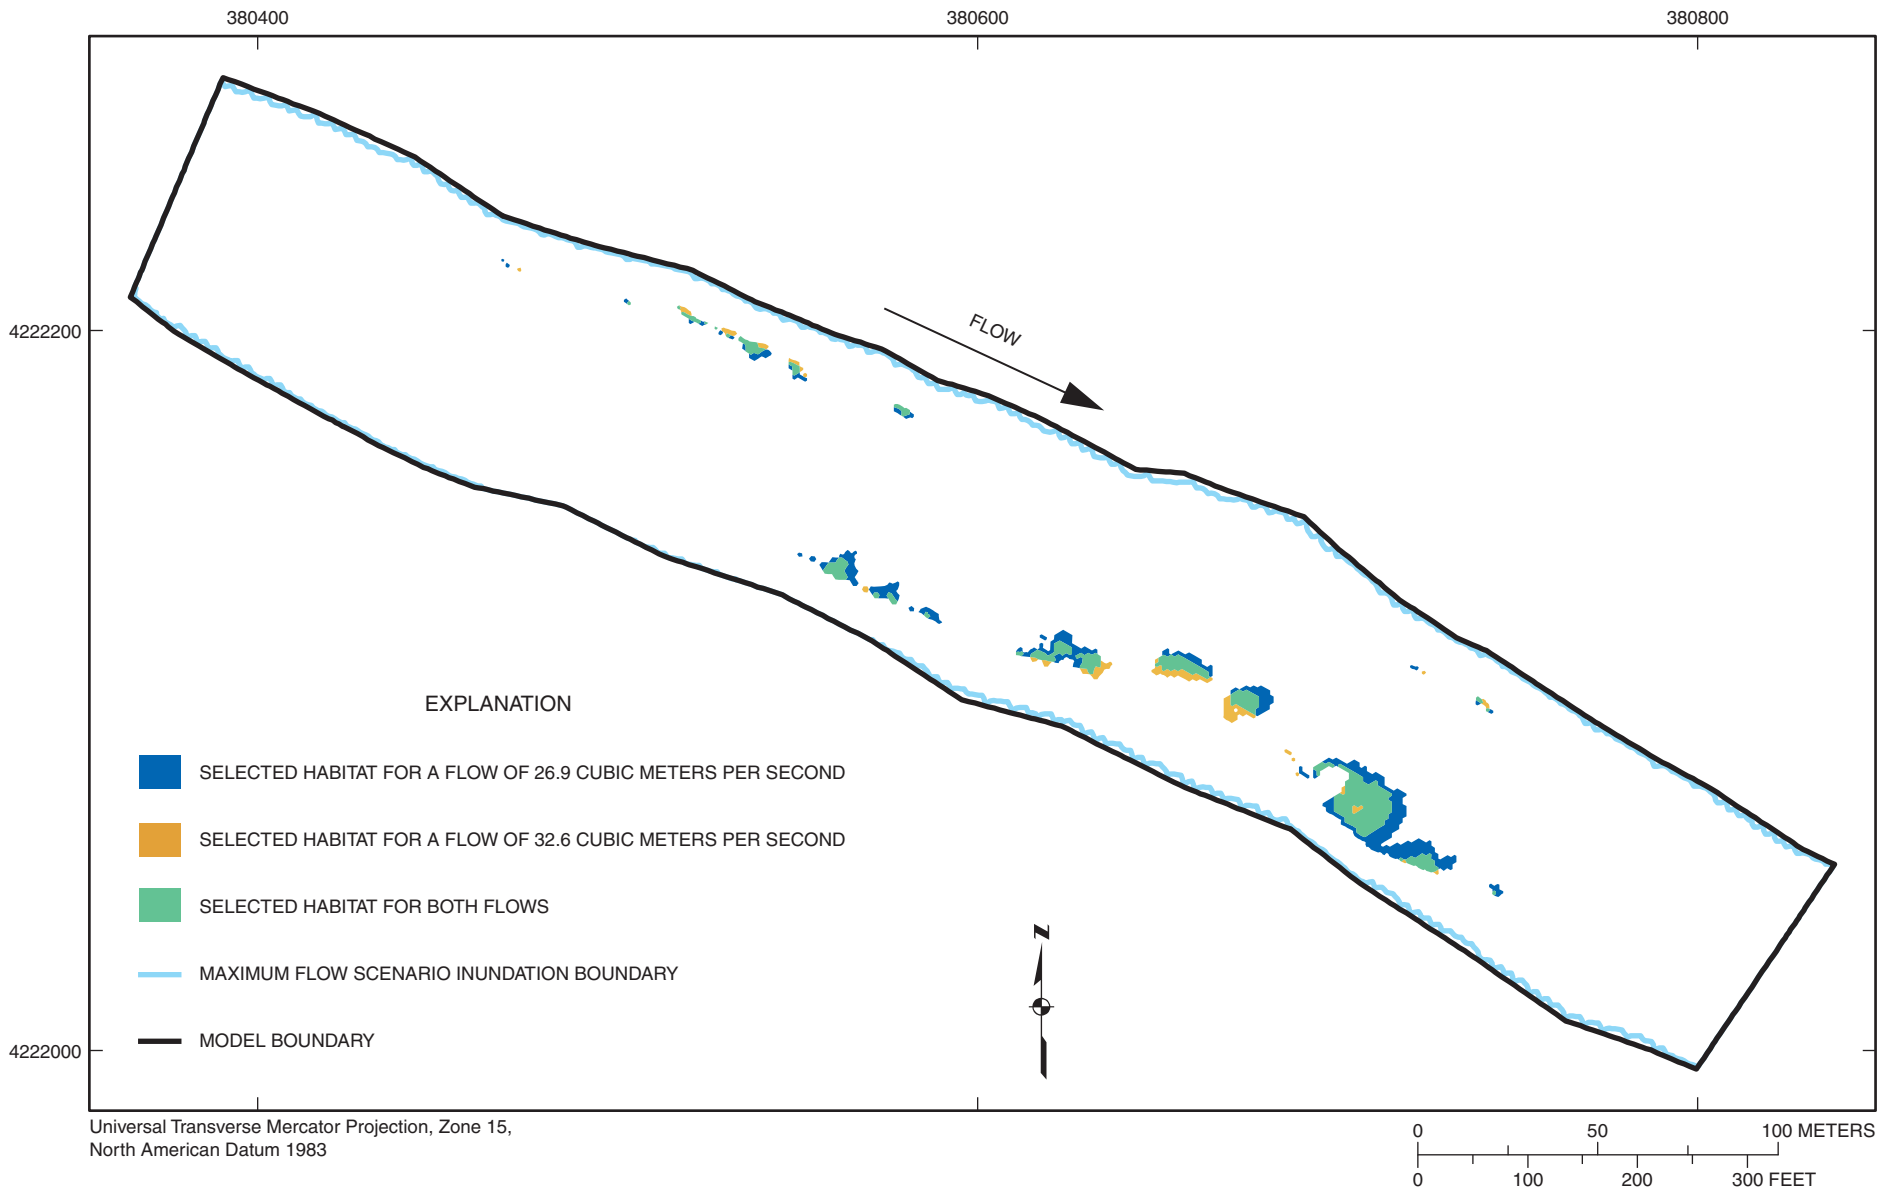 380400
380600
380800
4222200
FLOW
EXPLANATION
SELECTED HABITAT FOR A FLOW OF 26.9 CUBIC METERS PER SECOND
SELECTED HABITAT FOR A FLOW OF 32.6 CUBIC METERS PER SECOND
SELECTED HABITAT FOR BOTH FLOWS
MAXIMUM FLOW SCENARIO INUNDATION BOUNDARY
N
MODEL BOUNDARY
4222000
Universal Transverse Mercator Projection, Zone 15,
North American Datum 1983
0 50 100 METERS
0 100 200 300 FEET